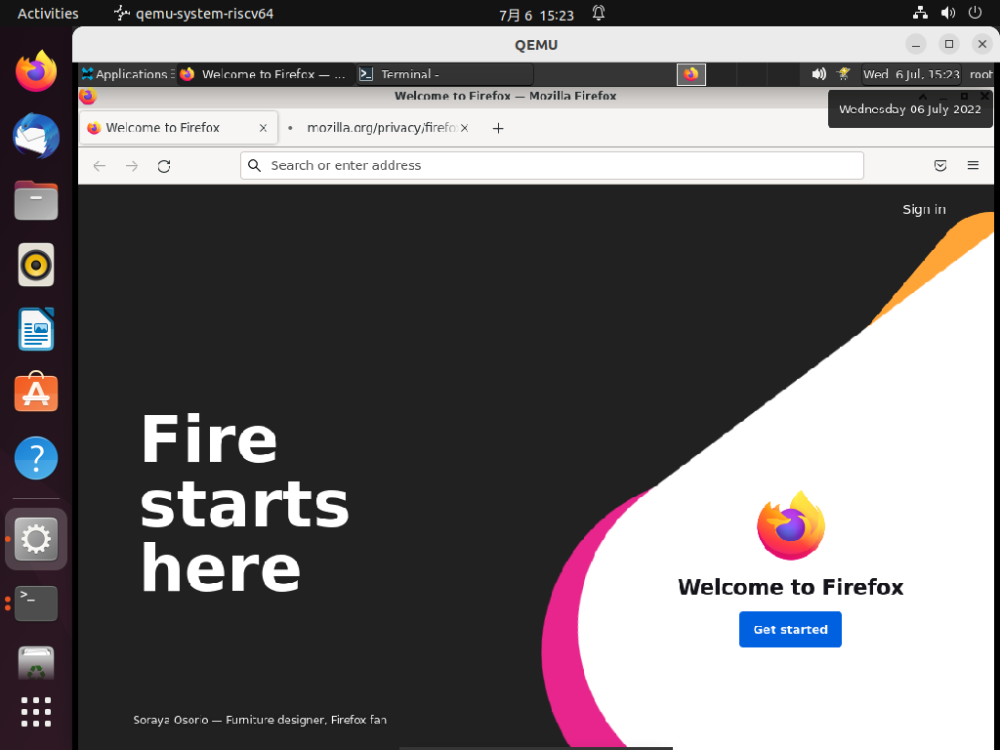 Activities
qemu-system-riscv64
7月 6 15:23
QEMU
Applications
Welcome to Firefox — ...
Terminal -
Wed 6 Jul, 15:23
root
Welcome to Firefox — Mozilla Firefox
Wednesday 06 July 2022
Welcome to Firefox
mozilla.org/privacy/firefo
Search or enter address
Sign in
Fire
starts
here
Welcome to Firefox
Get started
Soraya Osorio — Furniture designer, Firefox fan